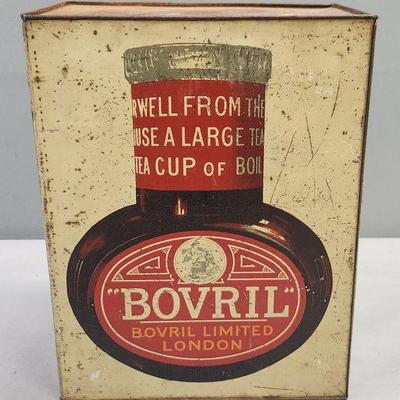 RWELL FROM THE
USE A LARGE TEA
TEA CUP OF BOIL
"BOVRIL"
BOVRIL LIMITED
LONDON